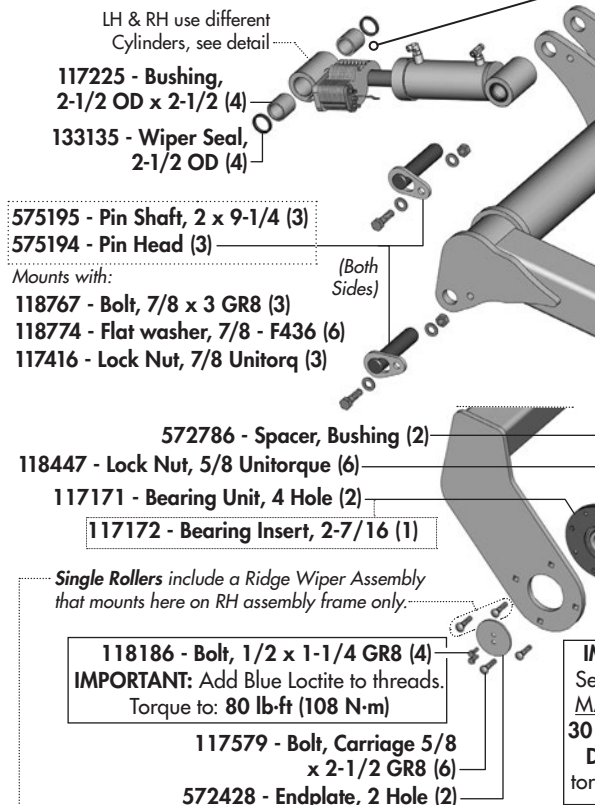 LH & RH use different
Cylinders, see detail
117225 - Bushing,
2-1/2 OD x 2-1/2 (4)
133135 - Wiper Seal,
2-1/2 OD (4)
575195 - Pin Shaft, 2 x 9-1/4 (3)
575194 - Pin Head (3)
Mounts with:
(Both
Sides)
118767 - Bolt, 7/8 x 3 GR8 (3)
118774 - Flat washer, 7/8 - F436 (6)
117416 - Lock Nut, 7/8 Unitorq (3)
572786 - Spacer, Bushing (2)
118447 - Lock Nut, 5/8 Unitorque (6)
117171 - Bearing Unit, 4 Hole (2)
117172 - Bearing Insert, 2-7/16 (1)
Single Rollers include a Ridge Wiper Assembly
that mounts here on RH assembly frame only.
118186 - Bolt, 1/2 x 1-1/4 GR8 (4)
IMPORTANT: Add Blue Loctite to threads.
Torque to: 80 lb·ft (108 N·m)
117579 - Bolt, Carriage 5/8
x 2-1/2 GR8 (6)
572428 - Endplate, 2 Hole (2)
30